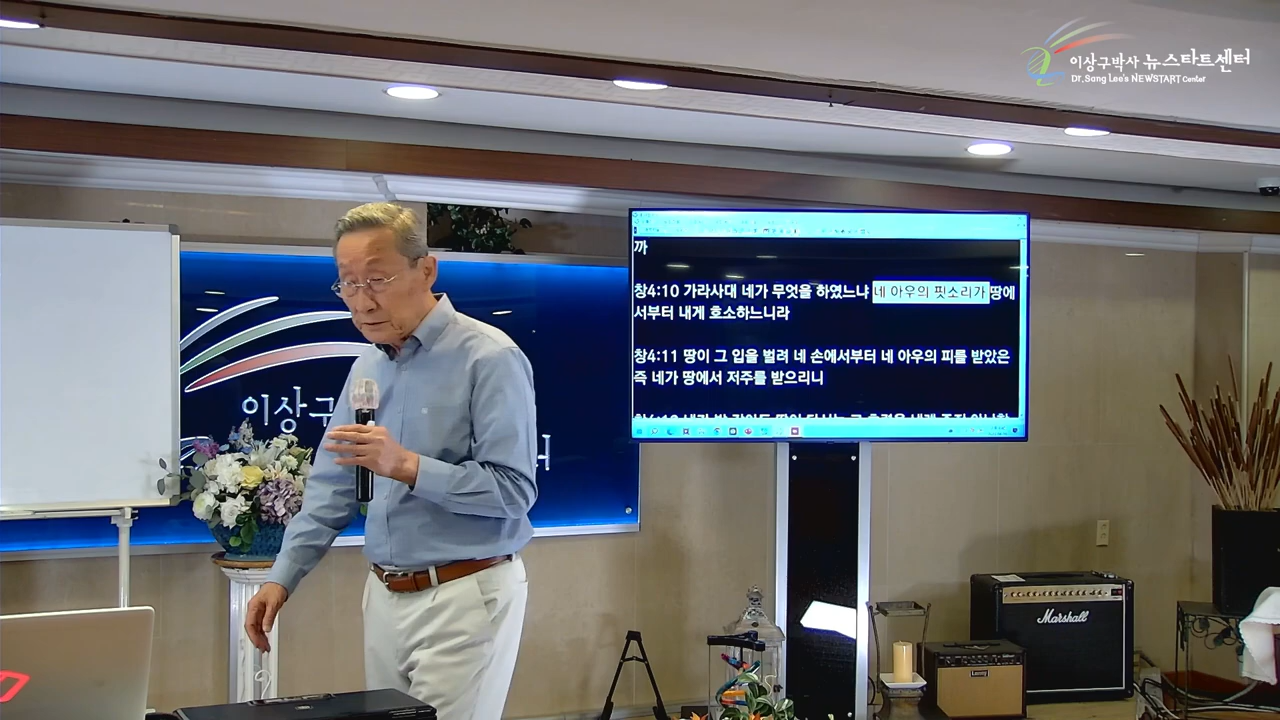 이상구박사 뉴스타트센터
Dr. Sang Lee's NEWSTART Center
까
창4:10 가라사대 네가 무엇을 하였느냐 네 아우의 핏소리가 땅에
서부터 내게 호소하느니라
창4:11 땅이 그 입을 벌려 네 손에서부터 네 아우의 피를 받았은
즉 네가 땅에서 저주를 받으리니
이상구
Marshall